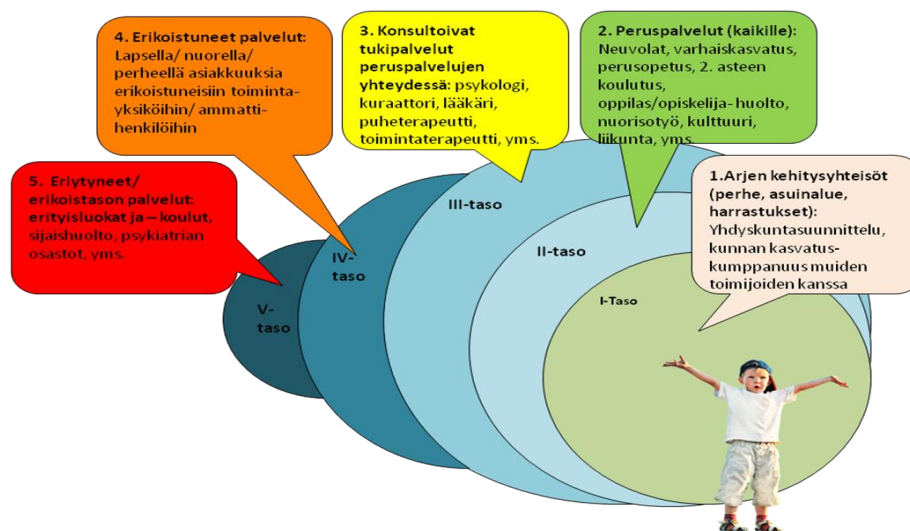 4. Erikoistuneet palvelut:
Lapsella/ nuorella/
perheellä asiakkuuksia
erikoistuneisiin toiminta-
yksiköihin/ ammatti-
henkilöihin
3. Konsultoivat
tukipalvelut
peruspalvelujen
yhteydessä: psykologi,
kuraattori, lääkäri,
puheterapeutti,
toimintaterapeutti, yms.
2. Peruspalvelut (kaikille):
Neuvolat, varhaiskasvatus,
perusopetus, 2. asteen
koulutus,
oppilas/opiskelija- huolto,
nuorisotyö, kulttuuri,
liikunta, yms.
5. Eriytyneet/
erikoistason palvelut:
erityisluokat ja – koulut,
sijaishuolto, psykiatrian
osastot, yms.
1.Arjen kehitysyhteisöt
(perhe, asuinalue,
harrastukset):
Yhdyskuntasuunnittelu,
kunnan kasvatus-
kumppanuus muiden
toimijoiden kanssa
III-taso
II-taso
IV-
taso
I-Taso
V-
taso